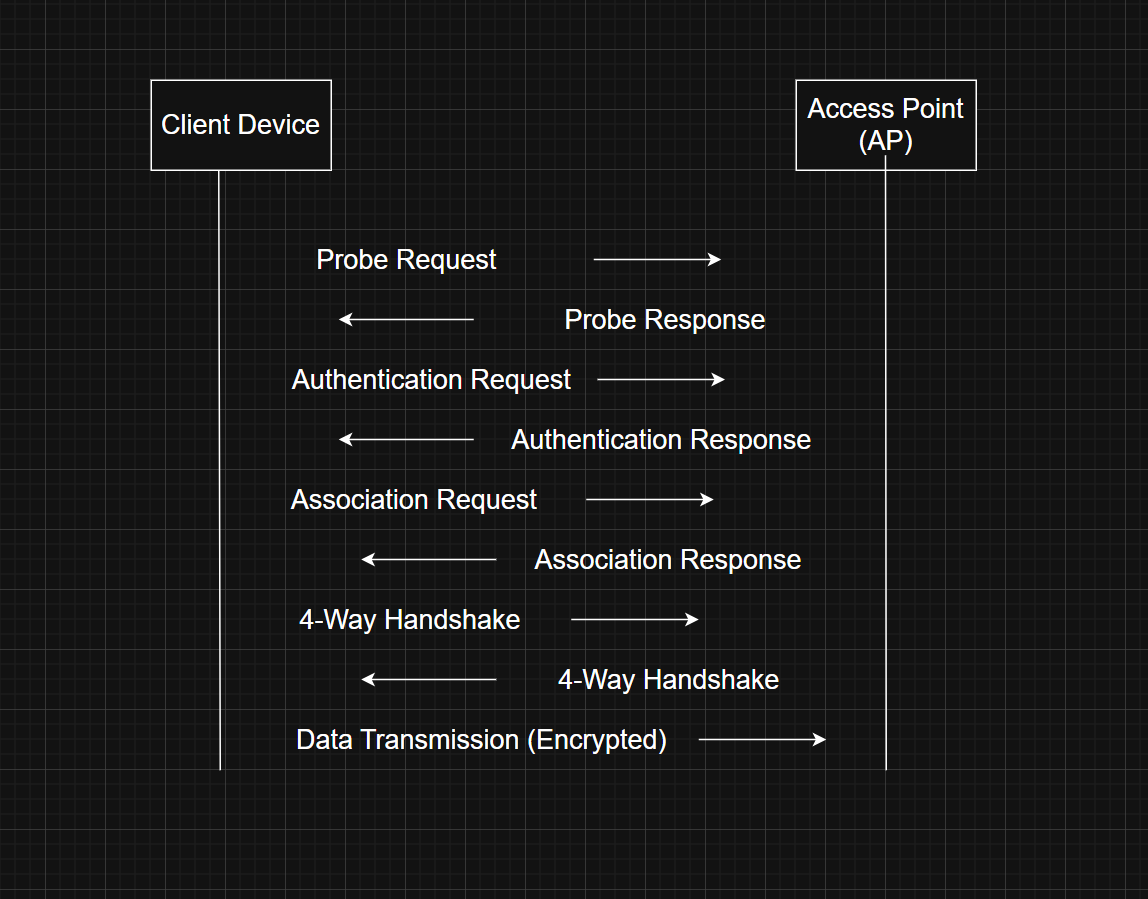 Client Device
Access Point
(AP)
Probe Request
Probe Response
Authentication Request
Authentication Response
Association Request
Association Response
4-Way Handshake
4-Way Handshake
Data Transmission (Encrypted)